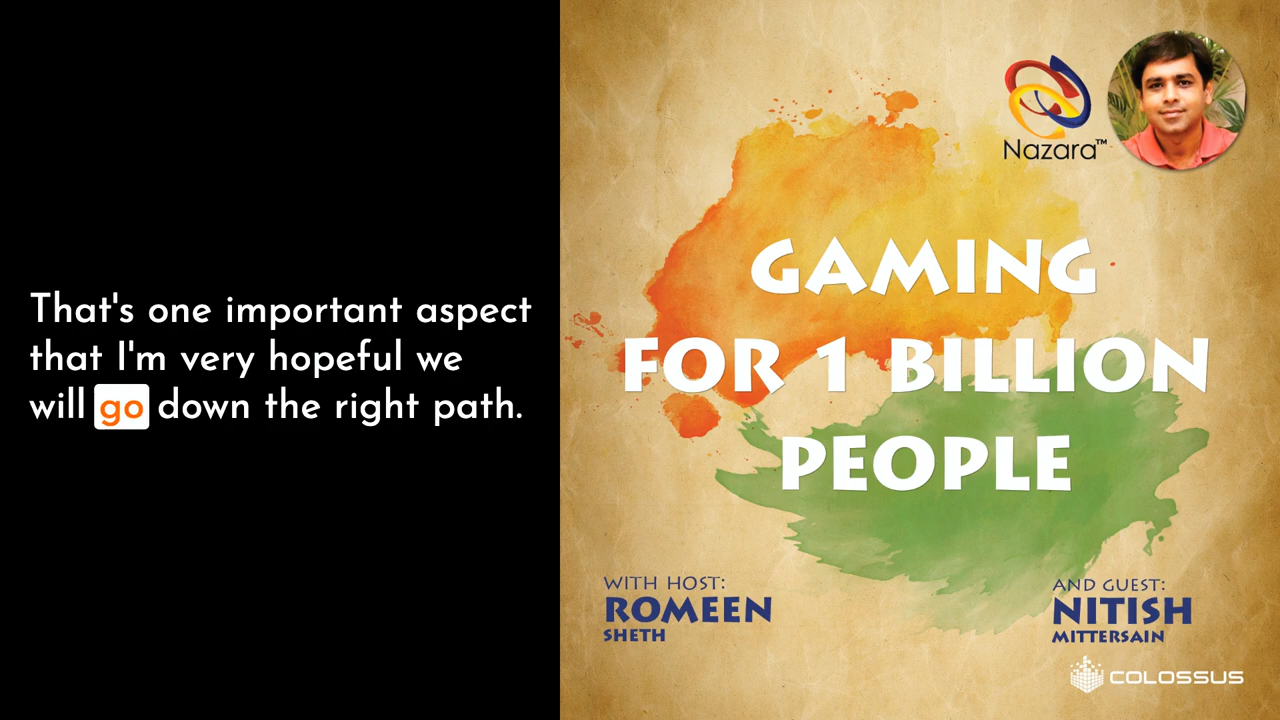 That's one important aspect
that I'm very hopeful we
will go down the right path.
Nazara™
GAMING
FOR 1 BILLION
PEOPLE
WITH HOST:
ROMEEN
SHETH
AND GUEST:
NITISH
MITTERSAIN
COLOSSUS